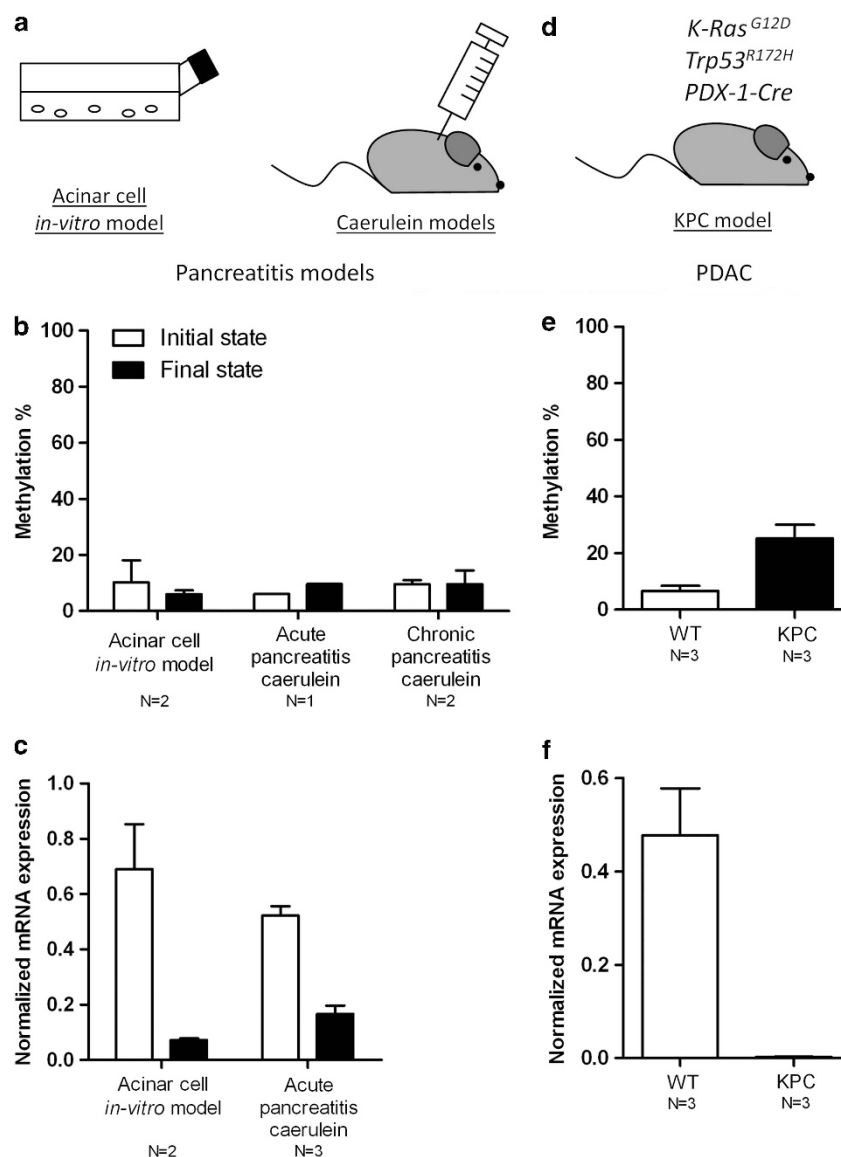 a
Acinar cell
in-vitro model
Caerulein models
Pancreatitis models
d
K-Ras G12D
Trp53 R172H
PDX-1-Cre
KPC model
PDAC
b
Methylation %
100
80
60
40
20
0
Initial state
Final state
Acinar cell
in-vitro model
N=2
Acute
pancreatitis
caerulein
N=1
Chronic
pancreatitis
caerulein
N=2
e
Methylation %
100
80
60
40
20
0
WT
N=3
KPC
N=3
c
Normalized mRNA expression
1.0
0.8
0.6
0.4
0.2
0.0
Acinar cell
in-vitro model
N=2
Acute
pancreatitis
caerulein
N=3
f
Normalized mRNA expression
0.6
0.4
0.2
0.0
WT
N=3
KPC
N=3